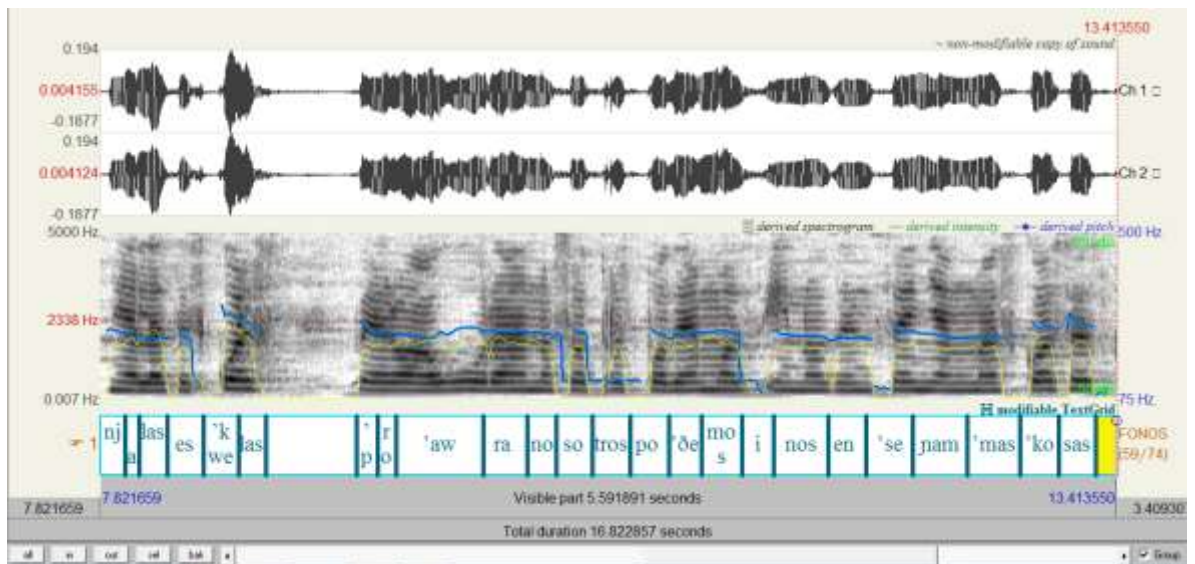 13.413550
~ non-modifiable copy of sound
0.194
0.004155
Ch 1
-0.1877
0.194
0.004124
Ch 2
-0.1877
derived spectrogram — derived intensity derived pitch
5000 Hz
500 Hz
2338 Hz
0.007 Hz
75 Hz
modifiable TextGrid
1 nj a las es 'k we las 'p r o 'aw ra no so tros po 'ðe mo s i nos en 'se ɲam 'mas 'ko sas
FONOS
(59/74)
7.821659 7.821659 Visible part 5.591891 seconds 13.413550 3.409307
Total duration 16.822857 seconds
all in out sel bak Group